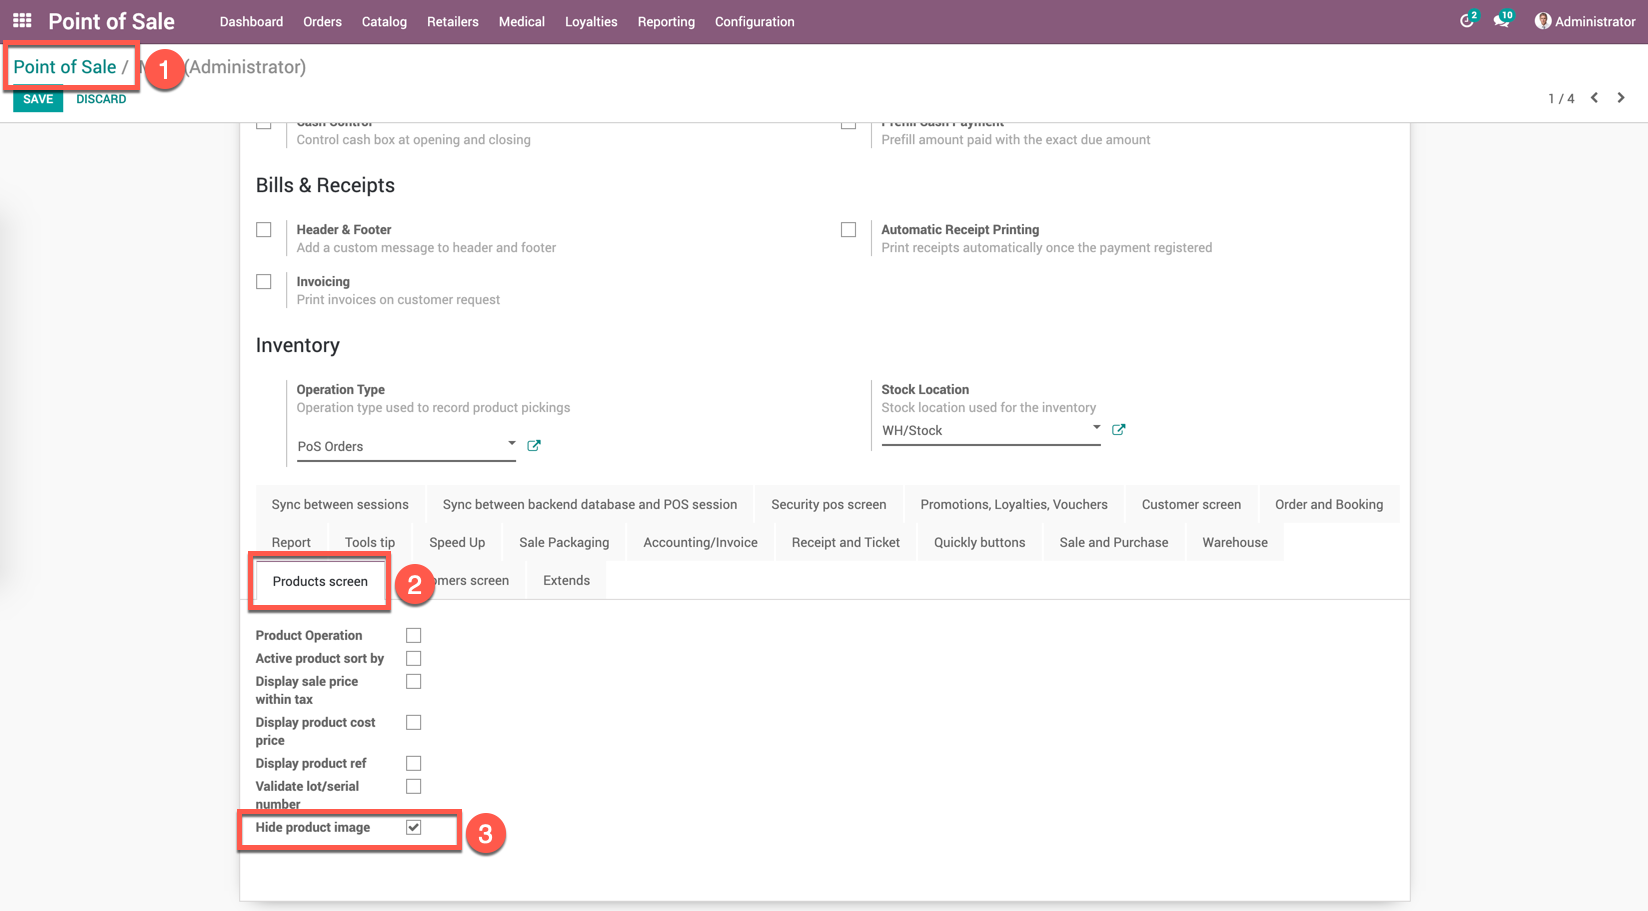 Point of Sale Dashboard Orders Catalog Retailers Medical Loyalties Reporting Configuration 2 10 Administrator
Point of Sale / (Administrator)
1
SAVE DISCARD 1 / 4
Cash Control Prefill Cash Payment
Control cash box at opening and closing Prefill amount paid with the exact due amount
Bills & Receipts
Header & Footer Automatic Receipt Printing
Add a custom message to header and footer Print receipts automatically once the payment registered
Invoicing
Print invoices on customer request
Inventory
Operation Type Stock Location
Operation type used to record product pickings Stock location used for the inventory
PoS Orders WH/Stock
Sync between sessions Sync between backend database and POS session Security pos screen Promotions, Loyalties, Vouchers Customer screen Order and Booking
Report Tools tip Speed Up Sale Packaging Accounting/Invoice Receipt and Ticket Quickly buttons Sale and Purchase Warehouse
Products screen 2 omers screen Extends
Product Operation
Active product sort by
Display sale price
within tax
Display product cost
price
Display product ref
Validate lot/serial
number
Hide product image 3